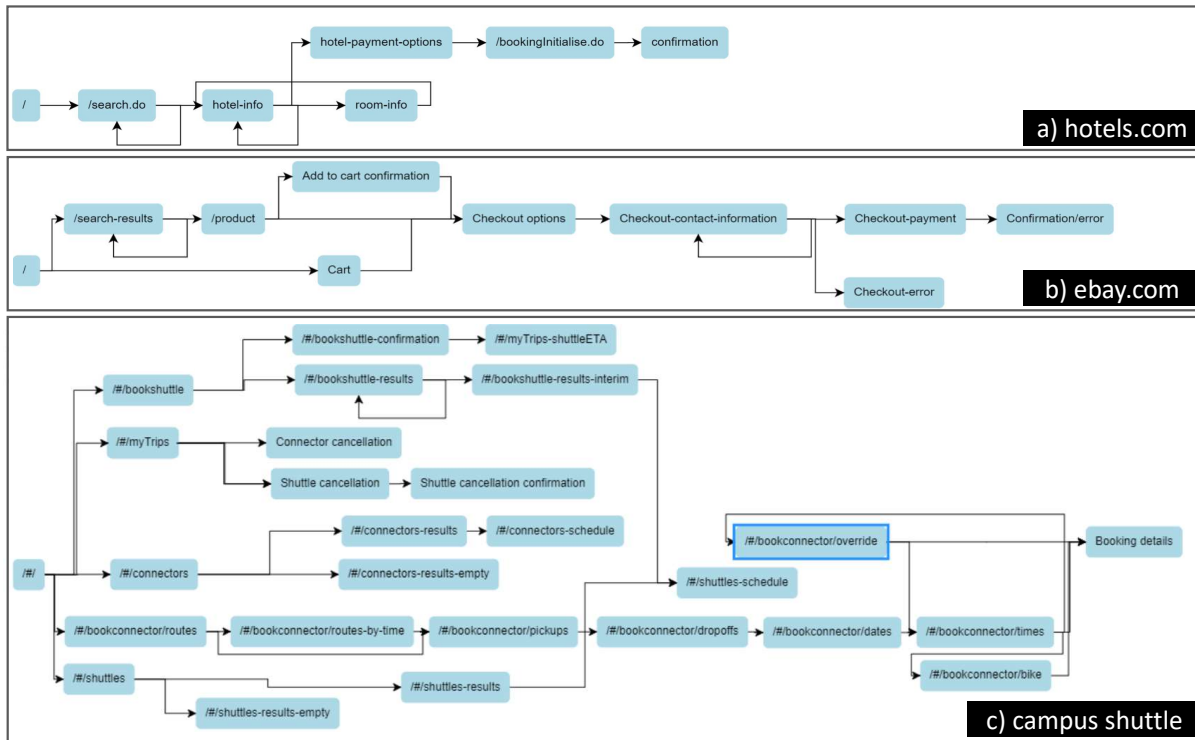 hotel-payment-options
/bookingInitialise.do
confirmation
/
/search.do
hotel-info
room-info
a) hotels.com
Add to cart confirmation
/search-results
/product
Checkout options
Checkout-contact-information
Checkout-payment
Confirmation/error
/
Cart
Checkout-error
b) ebay.com
/#/bookshuttle-confirmation
/#/myTrips-shuttleETA
/#/bookshuttle
/#/bookshuttle-results
/#/bookshuttle-results-interim
/#/myTrips
Connector cancellation
Shuttle cancellation
Shuttle cancellation confirmation
/#/connectors-results
/#/connectors-schedule
/#/bookconnector/override
Booking details
/#/
/#/connectors
/#/connectors-results-empty
/#/shuttles-schedule
/#/bookconnector/routes
/#/bookconnector/routes-by-time
/#/bookconnector/pickups
/#/bookconnector/dropoffs
/#/bookconnector/dates
/#/bookconnector/times
/#/shuttles
/#/shuttles-results
/#/bookconnector/bike
/#/shuttles-results-empty
c) campus shuttle